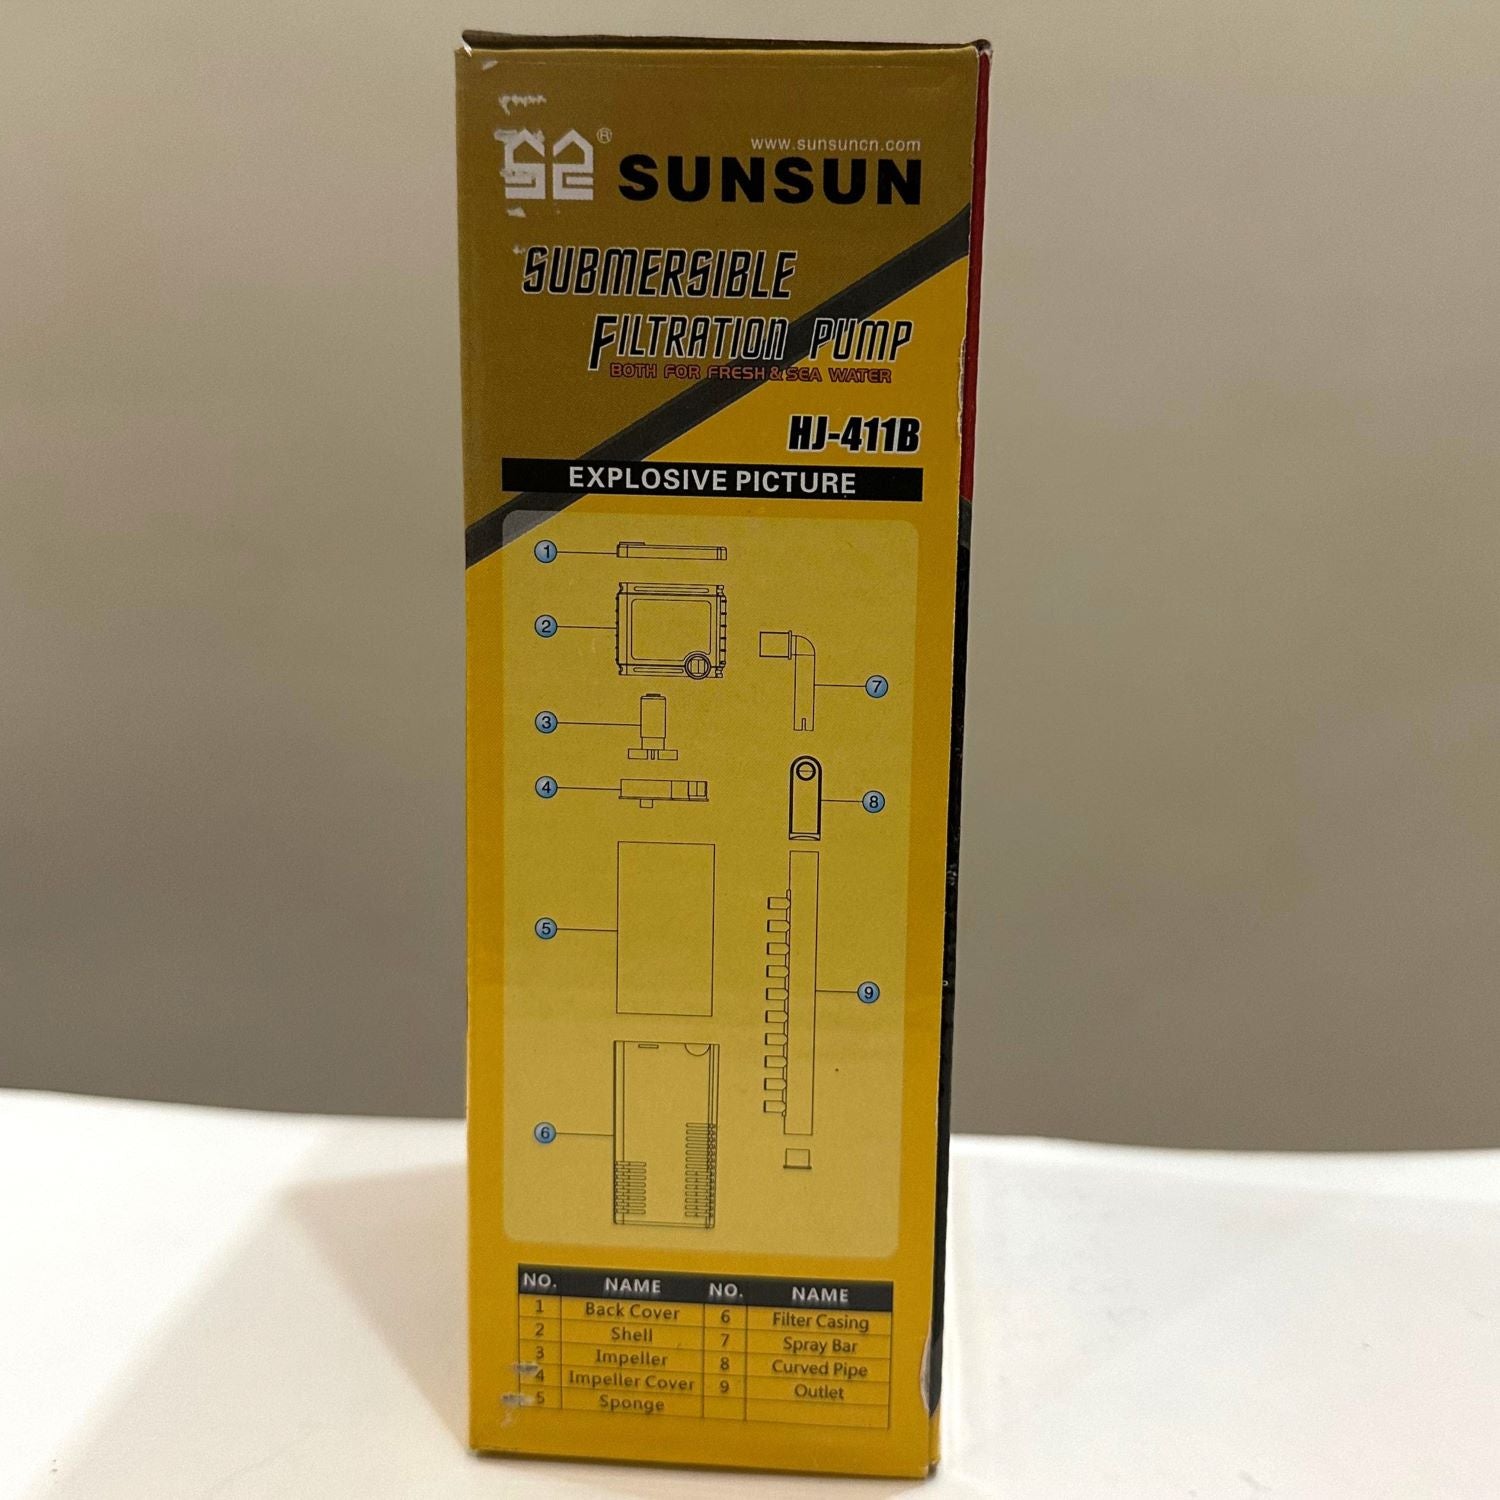 ®
www.sunsuncn.com
SUNSUN
SUBMERSIBLE
FILTRATION PUMP
BOTH FOR FRESH & SEA WATER
HJ-411B
EXPLOSIVE PICTURE
1
2
3
4
5
6
7
8
9
NO. NAME NO. NAME
1 Back Cover 6 Filter Casing
2 Shell 7 Spray Bar
3 Impeller 8 Curved Pipe
4 Impeller Cover 9 Outlet
5 Sponge